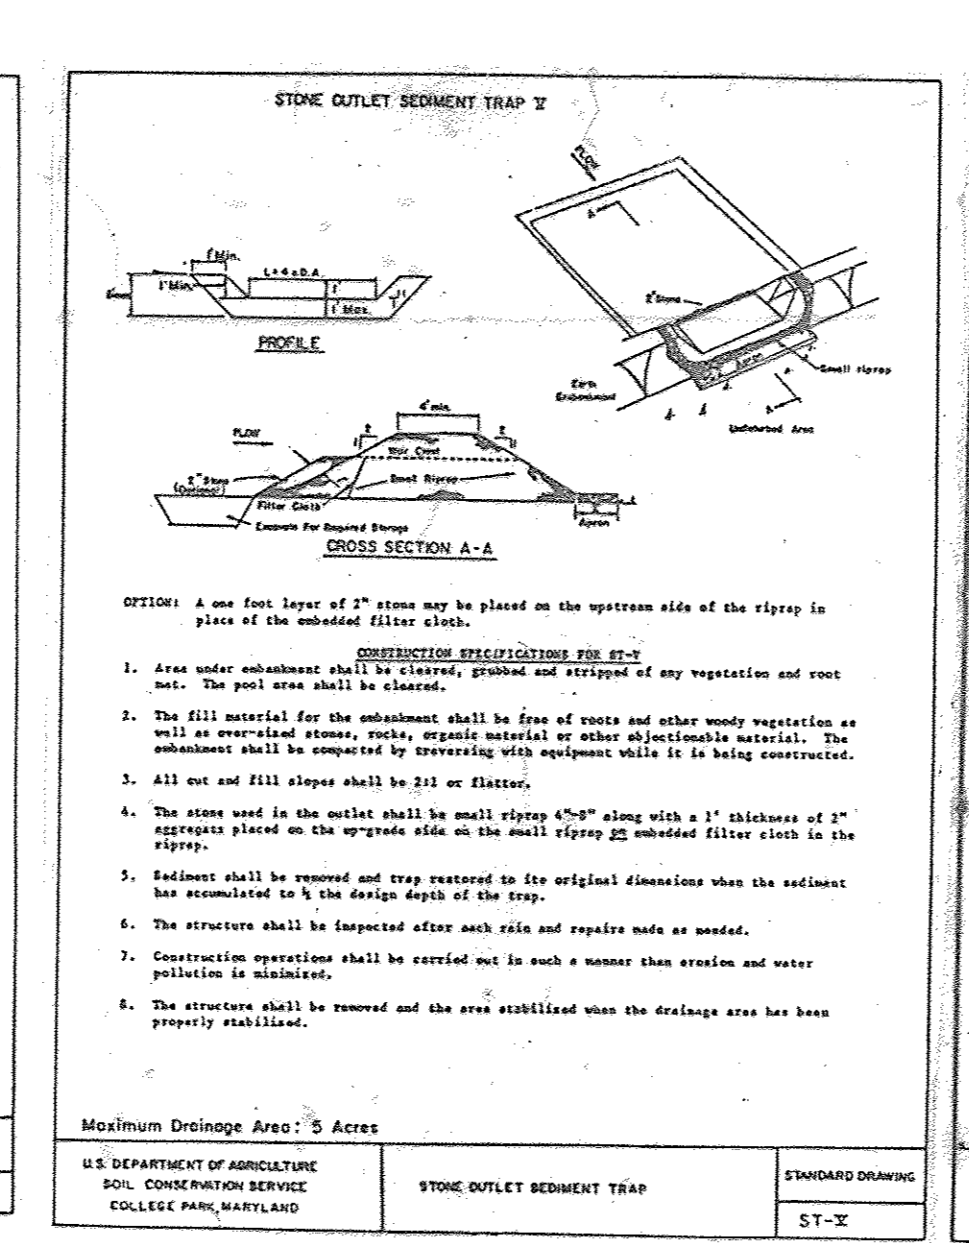 STONE OUTLET SEDIMENT TRAP V
FLOW
A
1' Min.
L = 4 x D.A.
1' Min.
1'
1' Max.
PROFILE
2" Stone
Apron
Small riprap
Earth
Embankment
A
Undisturbed Area
4' min.
FLOW
2
1
2
1
Weir Crest
2" Stone
(Optional)
Small Riprap
Filter Cloth
Excavate For Required Storage
Apron
CROSS SECTION A-A
OPTION: A one foot layer of 2" stone may be placed on the upstream side of the riprap in
place of the embedded filter cloth.
CONSTRUCTION SPECIFICATIONS FOR ST-V
1. Area under embankment shall be cleared, grubbed and stripped of any vegetation and root
mat. The pool area shall be cleared.
2. The fill material for the embankment shall be free of roots and other woody vegetation as
well as over-sized stones, rocks, organic material or other objectionable material. The
embankment shall be compacted by traversing with equipment while it is being constructed.
3. All cut and fill slopes shall be 2:1 or flatter.
4. The stone used in the outlet shall be small riprap 4"-8" along with a 1' thickness of 2"
aggregate placed on the up-grade side on the small riprap or embedded filter cloth in the
riprap.
5. Sediment shall be removed and trap restored to its original dimensions when the sediment
has accumulated to ½ the design depth of the trap.
6. The structure shall be inspected after each rain and repairs made as needed.
7. Construction operations shall be carried out in such a manner than erosion and water
pollution is minimized.
8. The structure shall be removed and the area stabilized when the drainage area has been
properly stabilized.
Maximum Drainage Area: 5 Acres
U.S. DEPARTMENT OF AGRICULTURE
SOIL CONSERVATION SERVICE
COLLEGE PARK, MARYLAND
STONE OUTLET SEDIMENT TRAP
STANDARD DRAWING
ST-V